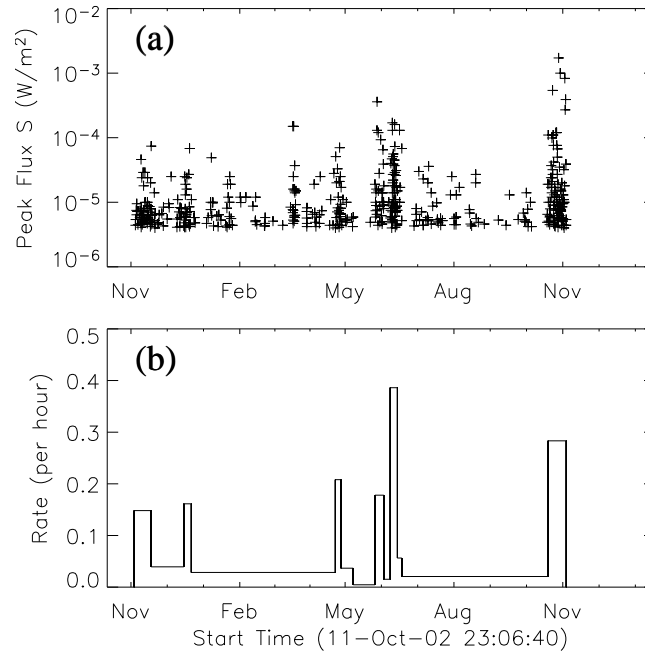 (a)
Peak Flux S (W/m²)
10⁻²
10⁻³
10⁻⁴
10⁻⁵
10⁻⁶
Nov Feb May Aug Nov
(b)
Rate (per hour)
0.5
0.4
0.3
0.2
0.1
0.0
Nov Feb May Aug Nov
Start Time (11-Oct-02 23:06:40)